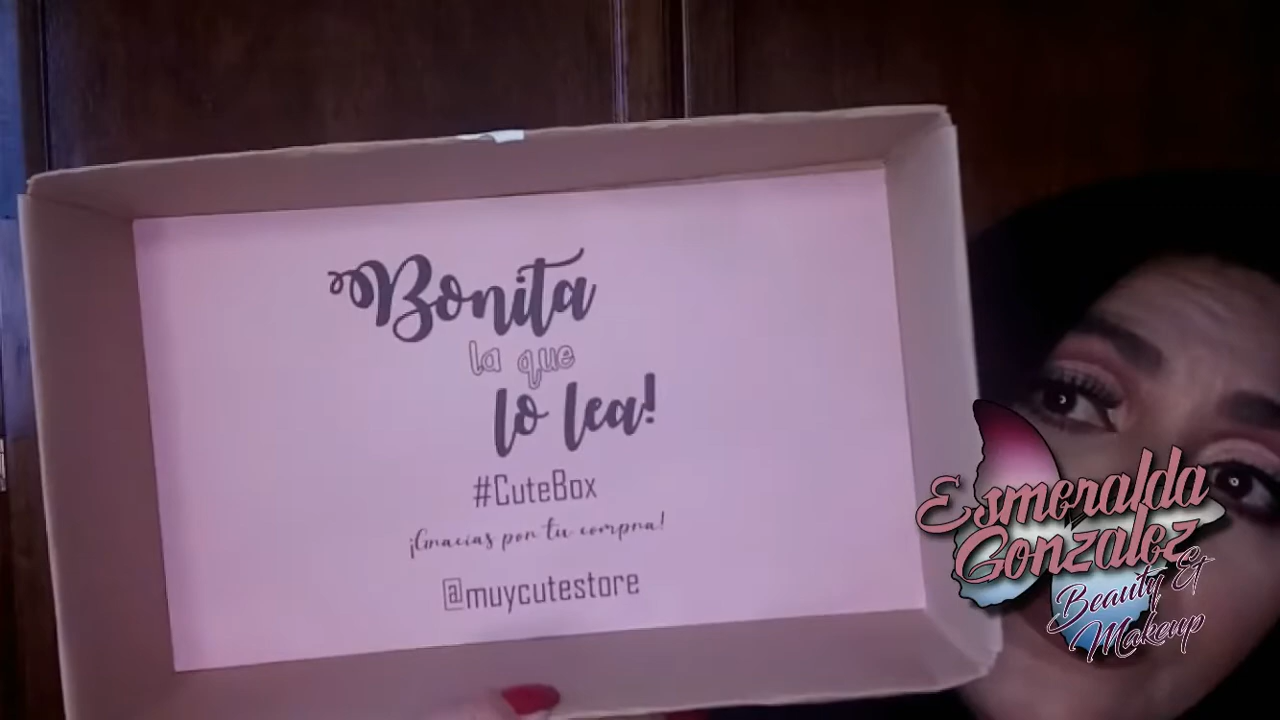 Bonita
la que
lo lea!
#CuteBox
¡Gracias por tu compra!
@muycutestore
Esmeralda
Gonzalez
Beauty &
Makeup